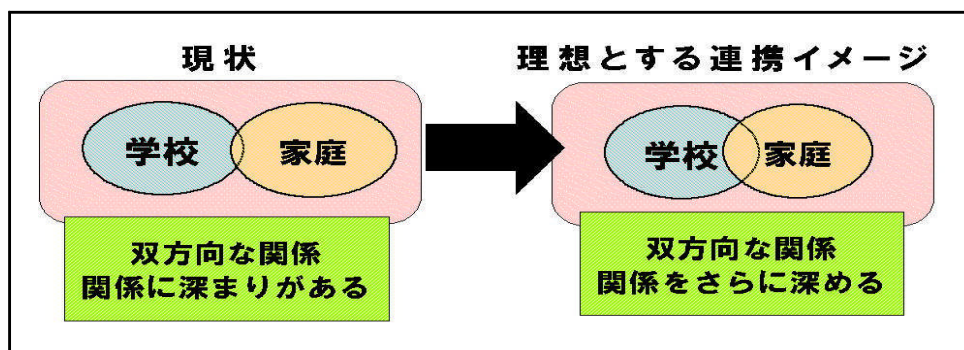 現状
学校
家庭
双方向な関係
関係に深まりがある
理想とする連携イメージ
学校
家庭
双方向な関係
関係をさらに深める